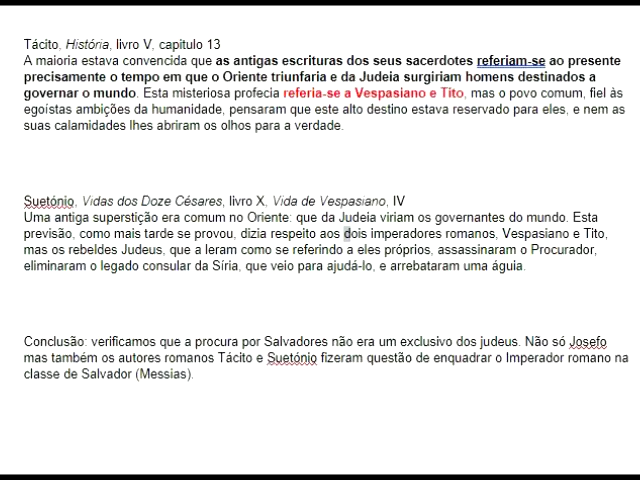 Tácito, História, livro V, capitulo 13
A maioria estava convencida que as antigas escrituras dos seus sacerdotes referiam-se ao presente
precisamente o tempo em que o Oriente triunfaria e da Judeia surgiriam homens destinados a
governar o mundo. Esta misteriosa profecia referia-se a Vespasiano e Tito, mas o povo comum, fiel às
egoístas ambições da humanidade, pensaram que este alto destino estava reservado para eles, e nem as
suas calamidades lhes abriram os olhos para a verdade.
Suetónio, Vidas dos Doze Césares, livro X, Vida de Vespasiano, IV
Uma antiga superstição era comum no Oriente: que da Judeia viriam os governantes do mundo. Esta
previsão, como mais tarde se provou, dizia respeito aos dois imperadores romanos, Vespasiano e Tito,
mas os rebeldes Judeus, que a leram como se referindo a eles próprios, assassinaram o Procurador,
eliminaram o legado consular da Síria, que veio para ajudá-lo, e arrebataram uma águia.
Conclusão: verificamos que a procura por Salvadores não era um exclusivo dos judeus. Não só Josefo
mas também os autores romanos Tácito e Suetónio fizeram questão de enquadrar o Imperador romano na
classe de Salvador (Messias).